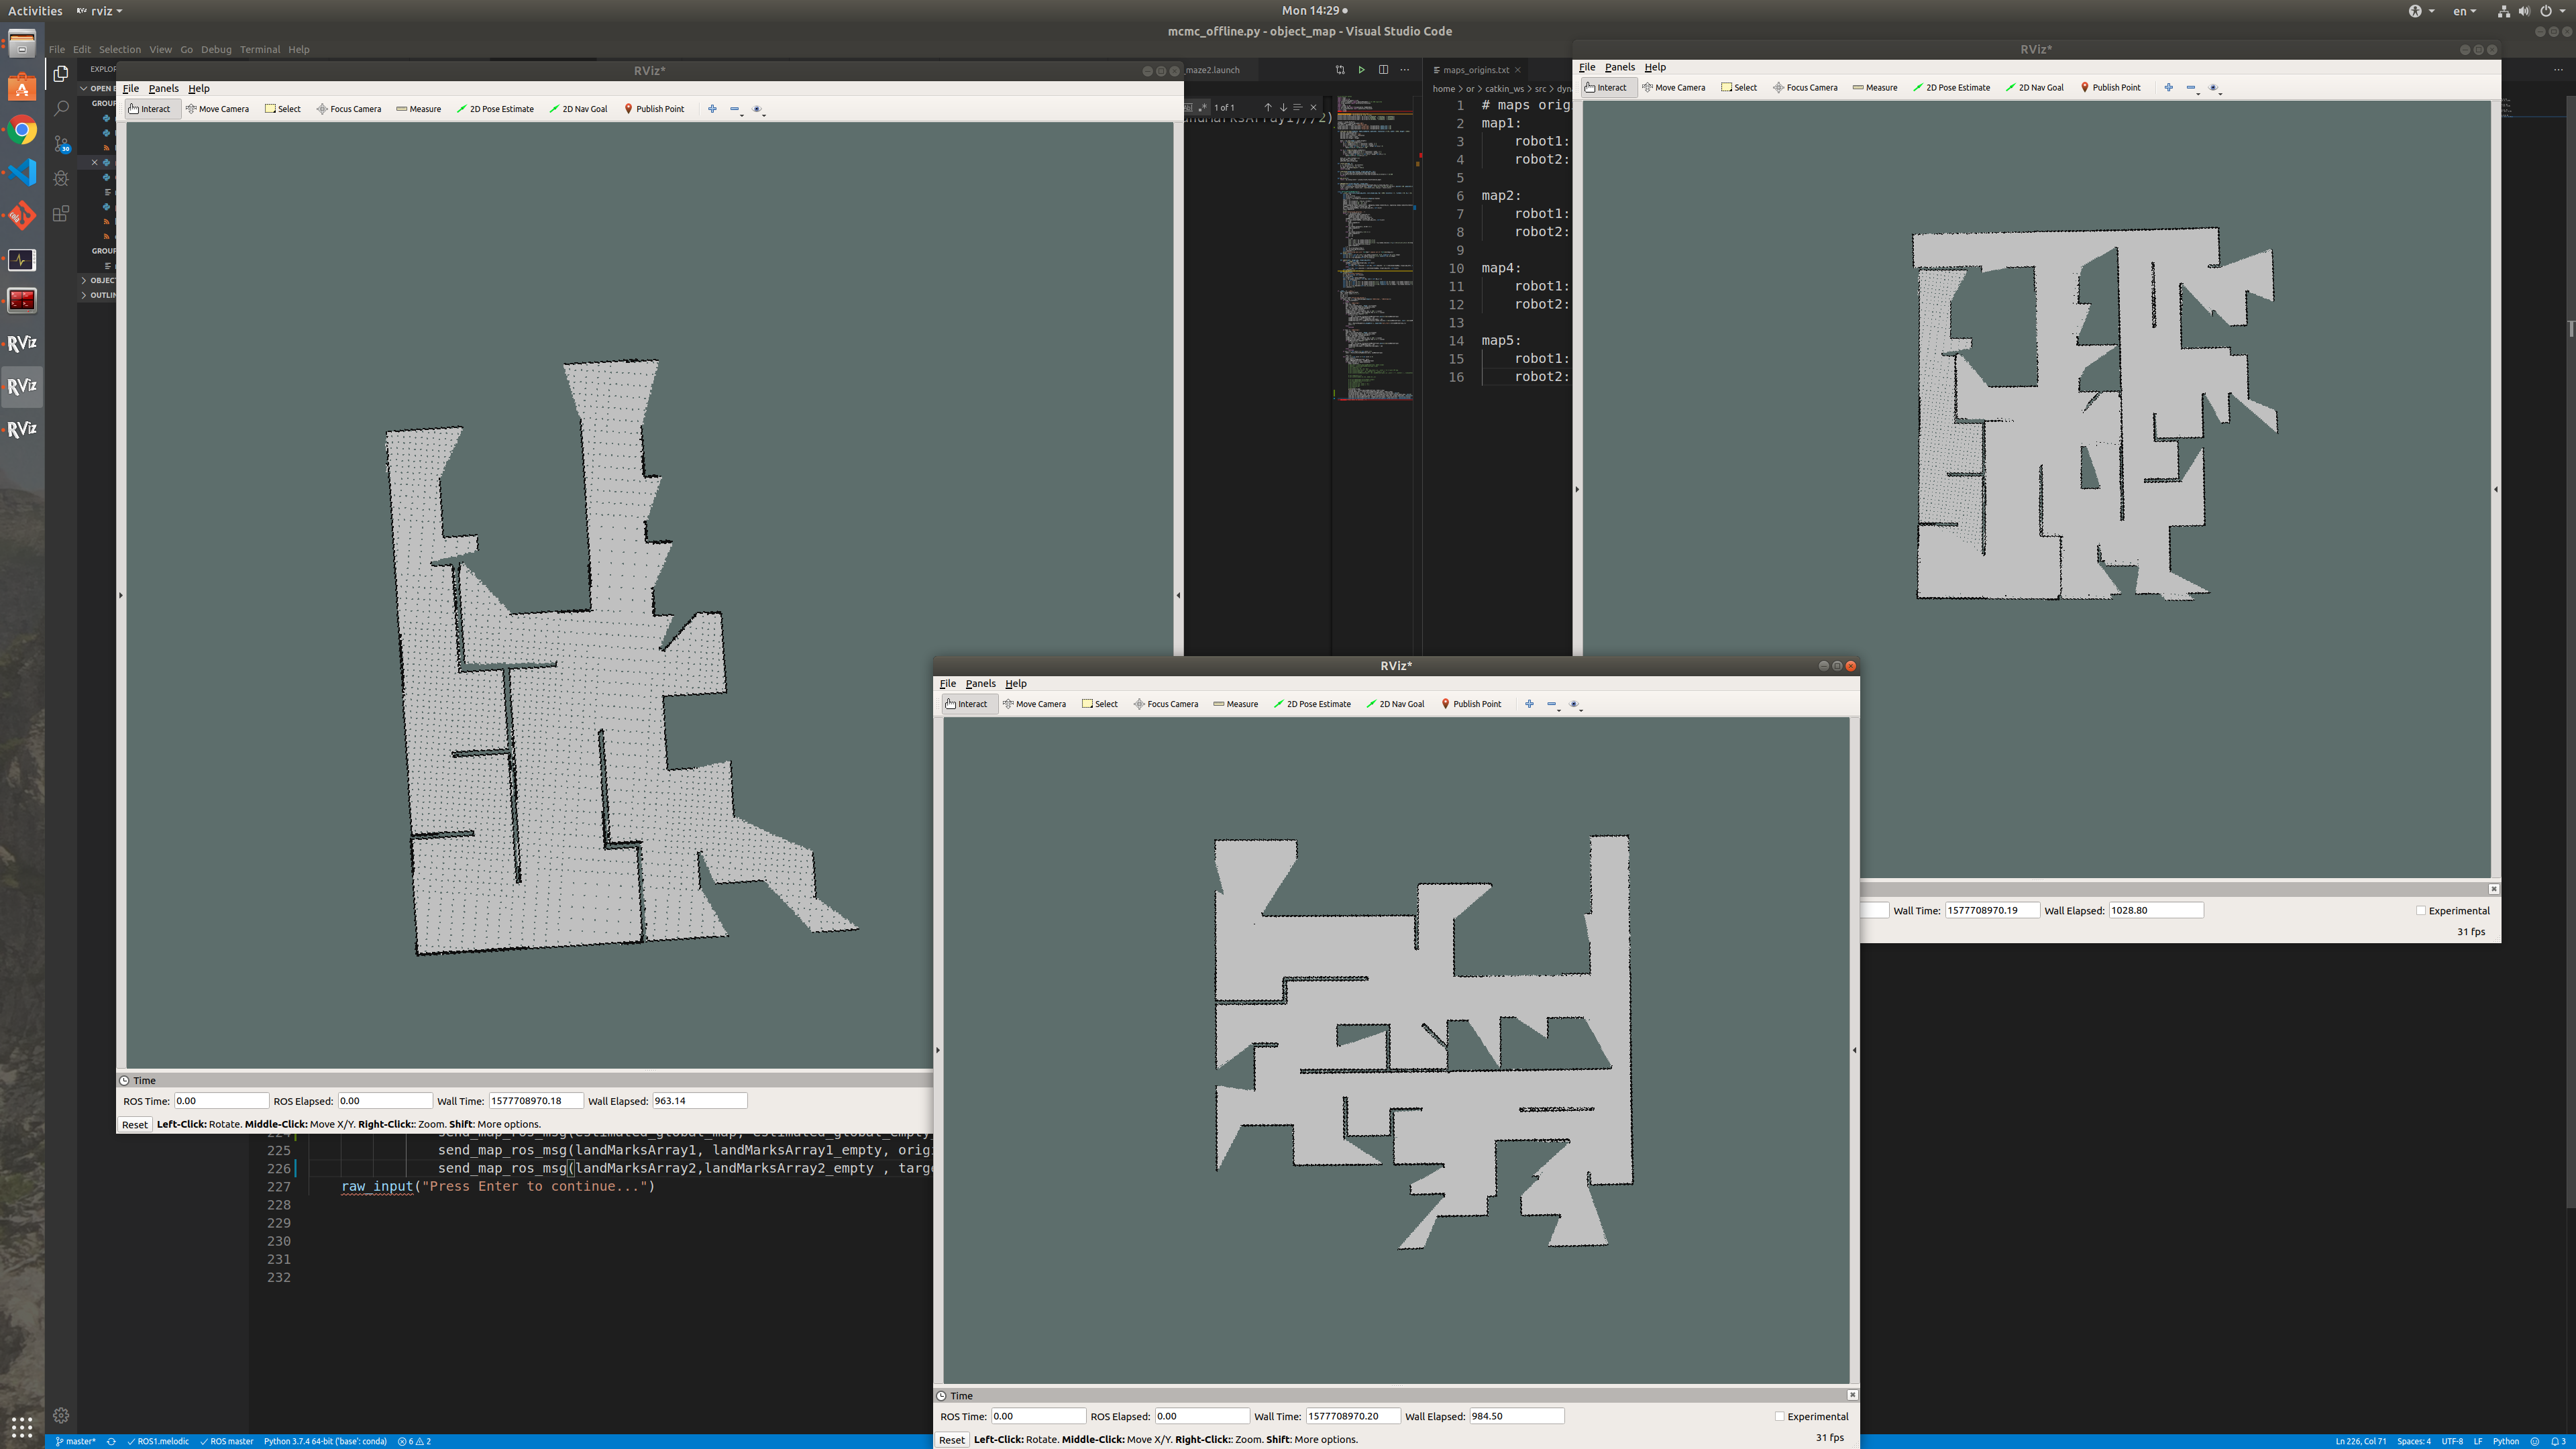 Activities
rviz
Mon 14:29
en
mcmc_offline.py - object_map - Visual Studio Code
File Edit Selection View Go Debug Terminal Help
RViz*
File Panels Help
Interact Move Camera Select Focus Camera Measure 2D Pose Estimate 2D Nav Goal Publish Point
_maze2.launch
1 of 1
maps_origins.txt
home › or › catkin_ws › src ›
1 # maps orig
2 map1:
3 robot1:
4 robot2:
5
6 map2:
7 robot1:
8 robot2:
9
10 map4:
11 robot1:
12 robot2:
13
14 map5:
15 robot1:
16 robot2:
RViz*
File Panels Help
Interact Move Camera Select Focus Camera Measure 2D Pose Estimate 2D Nav Goal Publish Point
Wall Time: 1577708970.19 Wall Elapsed: 1028.80
Experimental
31 fps
EXPLOR
OPEN E
GROUP
GROUP
OBJECT
OUTLIN
30
RViz
RViz
RViz
Time
ROS Time: 0.00 ROS Elapsed: 0.00 Wall Time: 1577708970.18 Wall Elapsed: 963.14
Reset Left-Click: Rotate. Middle-Click: Move X/Y. Right-Click:: Zoom. Shift: More options.
RViz*
File Panels Help
Interact Move Camera Select Focus Camera Measure 2D Pose Estimate 2D Nav Goal Publish Point
Time
ROS Time: 0.00 ROS Elapsed: 0.00 Wall Time: 1577708970.20 Wall Elapsed: 984.50
Experimental
Reset Left-Click: Rotate. Middle-Click: Move X/Y. Right-Click:: Zoom. Shift: More options.
31 fps
224 send_map_ros_msg(estimated_global_map, estimated_global_empty_
225 send_map_ros_msg(landMarksArray1, landMarksArray1_empty, orig
226 send_map_ros_msg(landMarksArray2,landMarksArray2_empty , targ
227 raw_input("Press Enter to continue...")
228
229
230
231
232
master* ROS1.melodic ROS master Python 3.7.4 64-bit ('base': conda) 6 2
Ln 226, Col 71 Spaces: 4 UTF-8 LF Python 3